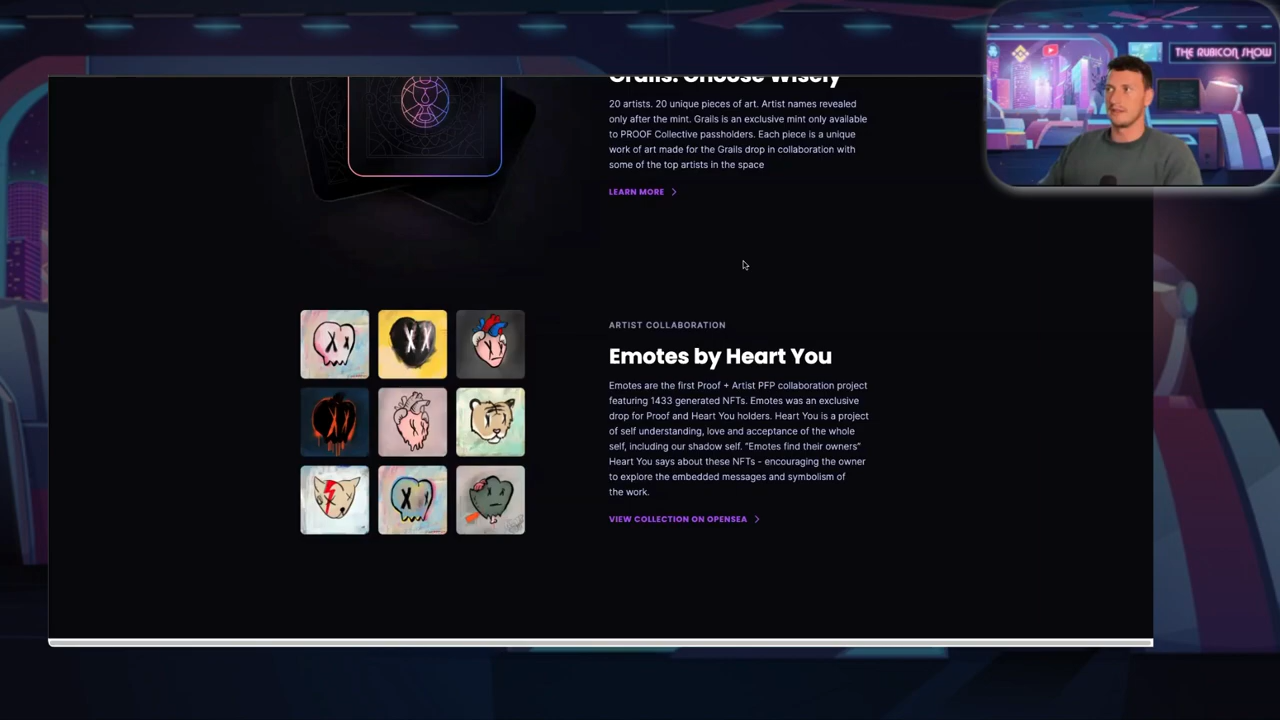 THE RUBICON SHOW
Grails: Choose Wisely
20 artists. 20 unique pieces of art. Artist names revealed
only after the mint. Grails is an exclusive mint only available
to PROOF Collective passholders. Each piece is a unique
work of art made for the Grails drop in collaboration with
some of the top artists in the space
LEARN MORE
ARTIST COLLABORATION
Emotes by Heart You
Emotes are the first Proof + Artist PFP collaboration project
featuring 1433 generated NFTs. Emotes was an exclusive
drop for Proof and Heart You holders. Heart You is a project
of self understanding, love and acceptance of the whole
self, including our shadow self. “Emotes find their owners”
Heart You says about these NFTs - encouraging the owner
to explore the embedded messages and symbolism of
the work.
VIEW COLLECTION ON OPENSEA